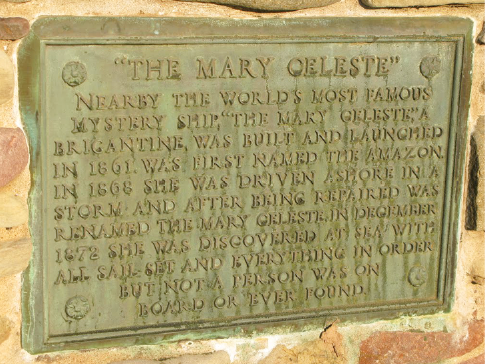 "THE MARY CELESTE"
NEARBY THE WORLD'S MOST FAMOUS
MYSTERY SHIP, "THE MARY CELESTE," A
BRIGANTINE, WAS BUILT AND LAUNCHED
IN 1861. WAS FIRST NAMED THE AMAZON.
IN 1868 SHE WAS DRIVEN ASHORE IN A
STORM AND AFTER BEING REPAIRED WAS
RENAMED THE MARY CELESTE. IN DECEMBER
1872 SHE WAS DISCOVERED AT SEA WITH
ALL SAIL SET AND EVERYTHING IN ORDER
BUT NOT A PERSON WAS ON
BOARD OR EVER FOUND.